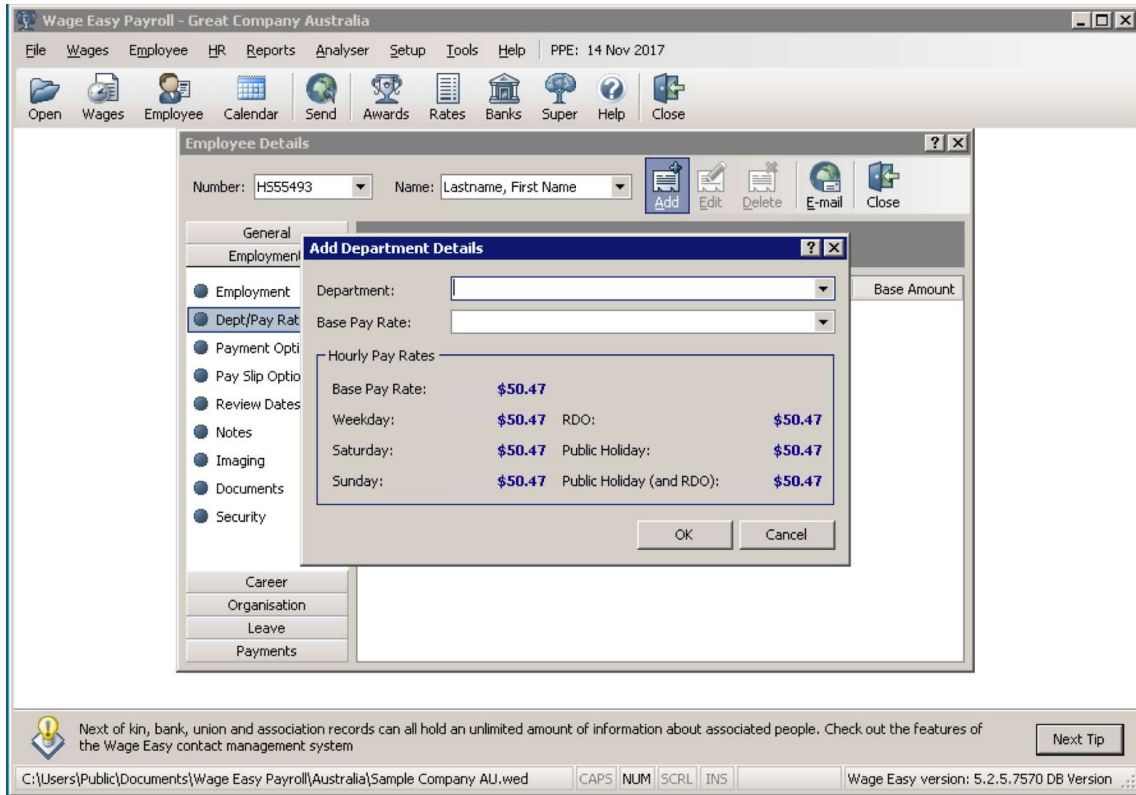 Wage Easy Payroll - Great Company Australia
File Wages Employee HR Reports Analyser Setup Tools Help PPE: 14 Nov 2017
Open Wages Employee Calendar Send Awards Rates Banks Super Help Close
Employee Details
Number: HS55493 Name: Lastname, First Name Add Edit Delete E-mail Close
General
Employment
Add Department Details
Employment
Department:
Base Amount
Dept/Pay Rat
Base Pay Rate:
Payment Opti
Hourly Pay Rates
Pay Slip Optio
Base Pay Rate: $50.47
Review Dates
Weekday: $50.47 RDO: $50.47
Notes
Saturday: $50.47 Public Holiday: $50.47
Imaging
Sunday: $50.47 Public Holiday (and RDO): $50.47
Documents
Security
OK Cancel
Career
Organisation
Leave
Payments
Next of kin, bank, union and association records can all hold an unlimited amount of information about associated people. Check out the features of
the Wage Easy contact management system
Next Tip
C:\Users\Public\Documents\Wage Easy Payroll\Australia\Sample Company AU.wed CAPS NUM SCRL INS Wage Easy version: 5.2.5.7570 DB Version